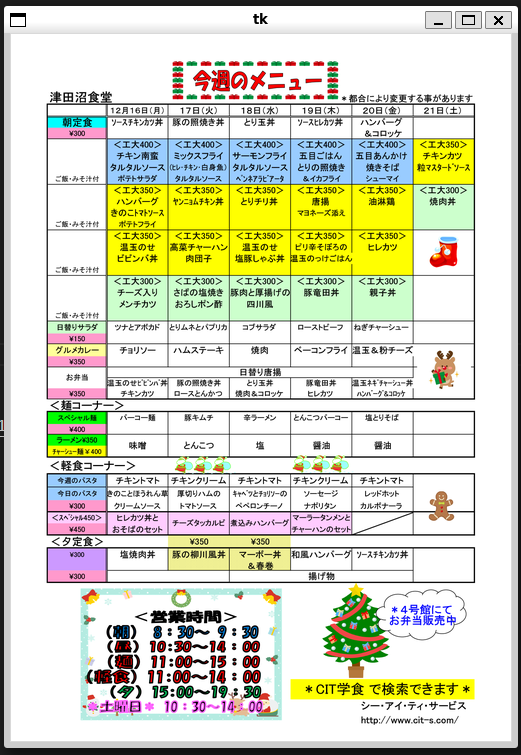 tk
今週のメニュー
津田沼食堂
＊都合により変更する事があります
12月16日(月) 17日(火) 18日(水) 19日(木) 20日(金) 21日(土)
朝定食 ソースチキンカツ丼 豚の照焼き丼 とり玉丼 ソースヒレカツ丼 ハンバーグ
¥300 &コロッケ
＜工大400＞ ＜工大400＞ ＜工大400＞ ＜工大400＞ ＜工大400＞ ＜工大350＞
チキン南蛮 ミックスフライ サーモンフライ 五目ごはん 五目あんかけ チキンカツ
タルタルソース (ヒレ・チキン・白身魚) タルタルソース とりの照焼き 焼きそば 粒マスタードソース
ご飯・みそ汁付 ポテトサラダ タルタルソース ペンネアラビアータ &イカフライ シューマイ
＜工大350＞ ＜工大350＞ ＜工大350＞ ＜工大350＞ ＜工大350＞ ＜工大300＞
ハンバーグ ヤンニョムチキン丼 とりチリ丼 唐揚 油淋鶏 焼肉丼
きのこトマトソース マヨネーズ添え
ご飯・みそ汁付 ポテトフライ
＜工大350＞ ＜工大350＞ ＜工大350＞ ＜工大350＞ ＜工大350＞
温玉のせ 高菜チャーハン 温玉のせ ピリ辛そぼろの ヒレカツ
ビビンバ丼 肉団子 塩豚しゃぶ丼 温玉のっけごはん
ご飯・みそ汁付
＜工大300＞ ＜工大300＞ ＜工大300＞ ＜工大300＞ ＜工大300＞
チーズ入り さばの塩焼き 豚肉と厚揚げの 豚竜田丼 親子丼
メンチカツ おろしポン酢 四川風
ご飯・みそ汁付
日替りサラダ ツナとアボカド とりムネとパプリカ コブサラダ ローストビーフ ねぎチャーシュー
¥150
グルメカレー チョリソー ハムステーキ 焼肉 ベーコンフライ 温玉&粉チーズ
¥350
お弁当 日替り唐揚
温玉のせビビンバ丼 豚の照焼き丼 とり玉丼 豚竜田丼 温玉ネギチャーシュー丼
¥350 チキンカツ ロースとんかつ 焼肉&コロッケ ヒレカツ ハンバーグ&コロッケ
＜麺コーナー＞
スペシャル麺 バーコー麺 豚キムチ 辛ラーメン とんこつバーコー 塩とりそば
¥400
ラーメン¥350 味噌 とんこつ 塩 醤油 醤油
チャーシュー麺¥400
＜軽食コーナー＞
今週のパスタ チキントマト チキンクリーム チキントマト チキンクリーム チキントマト
今日のパスタ きのことほうれん草 厚切りハムの キャベツとチョリソーの ソーセージ レッドホット
¥300 クリームソース トマトソース ペペロンチーノ ナポリタン カルボナーラ
＜スペシャル450＞ ヒレカツ丼と チーズタッカルビ 煮込みハンバーグ マーラータンメンと
¥450 おそばのセット チャーハンのセット
＜夕定食＞ ¥350 ¥350
¥300 塩焼肉丼 豚の柳川風丼 マーボー丼 和風ハンバーグ ソースチキンカツ丼
&春巻
¥300 揚げ物
＜営業時間＞
(朝) 8：30～ 9：30
(昼) 10：30～14：00
(麺) 11：00～15：00
(軽食) 11：00～14：00
(夕) 15：00～19：30
＊土曜日＊ 10：30～14：00
＊4号館にて
お弁当販売中
＊CIT学食 で検索できます＊
シー・アイ・ティ・サービス
http://www.cit-s.com/